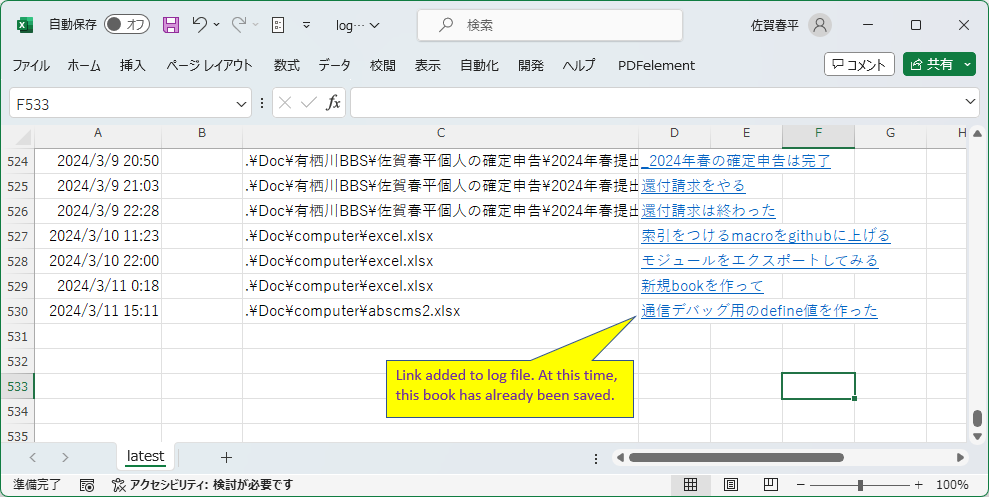 自動保存 オフ log… 検索 佐賀春平
ファイル ホーム 挿入 ページ レイアウト 数式 データ 校閲 表示 自動化 開発 ヘルプ PDFelement コメント 共有
F533 fx
A B C D E F G H
524 2024/3/9 20:50 .¥Doc¥有栖川BBS¥佐賀春平個人の確定申告¥2024年春提出 _2024年春の確定申告は完了
525 2024/3/9 21:03 .¥Doc¥有栖川BBS¥佐賀春平個人の確定申告¥2024年春提出 還付請求をやる
526 2024/3/9 22:28 .¥Doc¥有栖川BBS¥佐賀春平個人の確定申告¥2024年春提出 還付請求は終わった
527 2024/3/10 11:23 .¥Doc¥computer¥excel.xlsx 索引をつけるmacroをgithubに上げる
528 2024/3/10 22:00 .¥Doc¥computer¥excel.xlsx モジュールをエクスポートしてみる
529 2024/3/11 0:18 .¥Doc¥computer¥excel.xlsx 新規bookを作って
530 2024/3/11 15:11 .¥Doc¥computer¥abscms2.xlsx 通信デバッグ用のdefine値を作った
531
532
Link added to log file. At this time,
533
this book has already been saved.
534
535
latest
準備完了 アクセシビリティ: 検討が必要です 100%